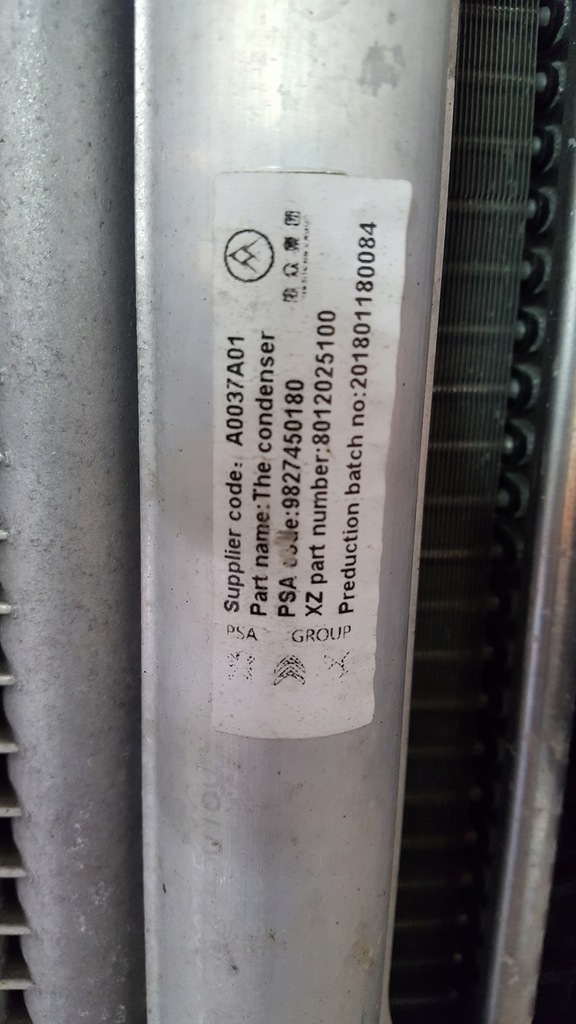 Supplier code: A0037A01
Part name:The condenser
PSA code:9827450180
XZ part number:8012025100
Preduction batch no:201801180084
PSA GROUP